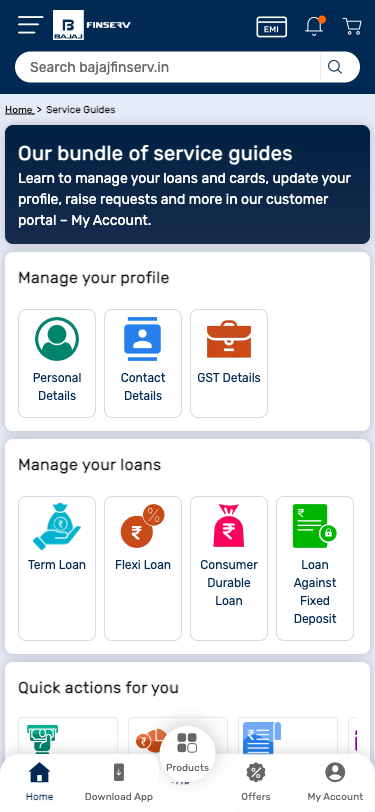 B
BAJAJ
FINSERV
EMI
Search bajajfinserv.in
Home > Service Guides
Our bundle of service guides
Learn to manage your loans and cards, update your
profile, raise requests and more in our customer
portal – My Account.
Manage your profile
Personal
Details
Contact
Details
GST Details
Manage your loans
Term Loan
Flexi Loan
Consumer
Durable
Loan
Loan
Against
Fixed
Deposit
Quick actions for you
Home
Download App
Products
Offers
My Account